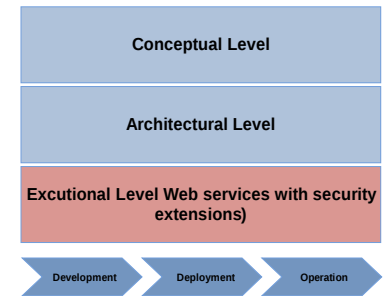 Conceptual Level
Architectural Level
Excutional Level Web services with security
extensions)
Development
Deployment
Operation